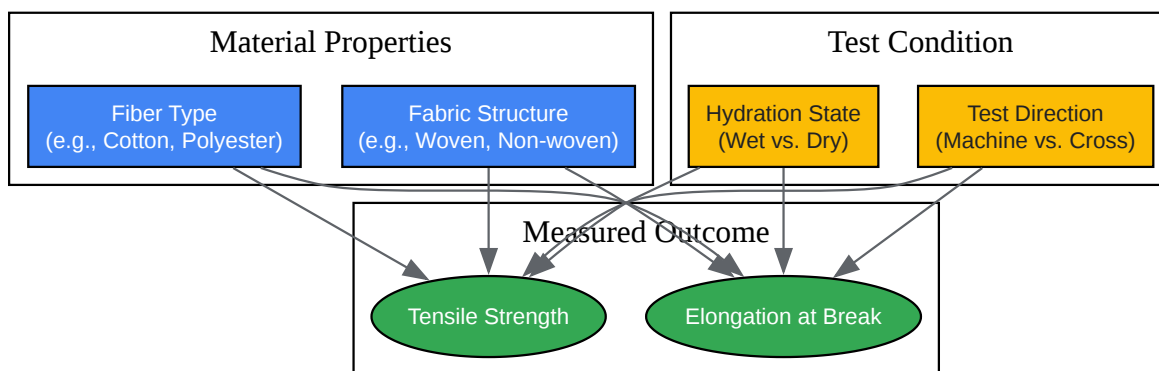 Material Properties
Test Condition
Fiber Type
(e.g., Cotton, Polyester)
Fabric Structure
(e.g., Woven, Non-woven)
Hydration State
(Wet vs. Dry)
Test Direction
(Machine vs. Cross)
Measured Outcome
Tensile Strength
Elongation at Break